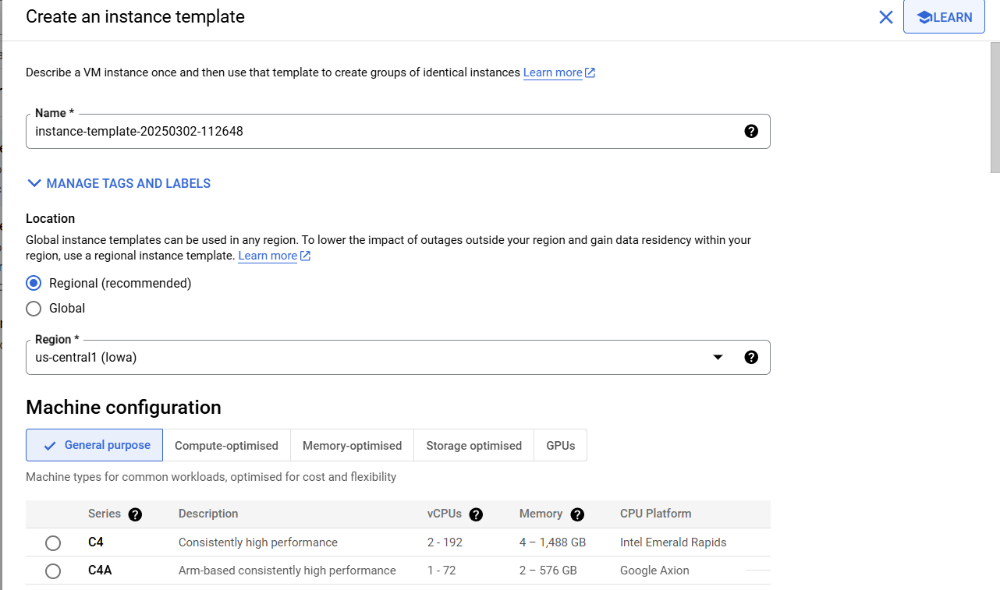 Create an instance template
LEARN
Describe a VM instance once and then use that template to create groups of identical instances Learn more
Name *
instance-template-20250302-112648
MANAGE TAGS AND LABELS
Location
Global instance templates can be used in any region. To lower the impact of outages outside your region and gain data residency within your
region, use a regional instance template. Learn more
Regional (recommended)
Global
Region *
us-central1 (Iowa)
Machine configuration
General purpose Compute-optimised Memory-optimised Storage optimised GPUs
Machine types for common workloads, optimised for cost and flexibility
Series Description vCPUs Memory CPU Platform
C4 Consistently high performance 2 - 192 4 – 1,488 GB Intel Emerald Rapids
C4A Arm-based consistently high performance 1 - 72 2 – 576 GB Google Axion